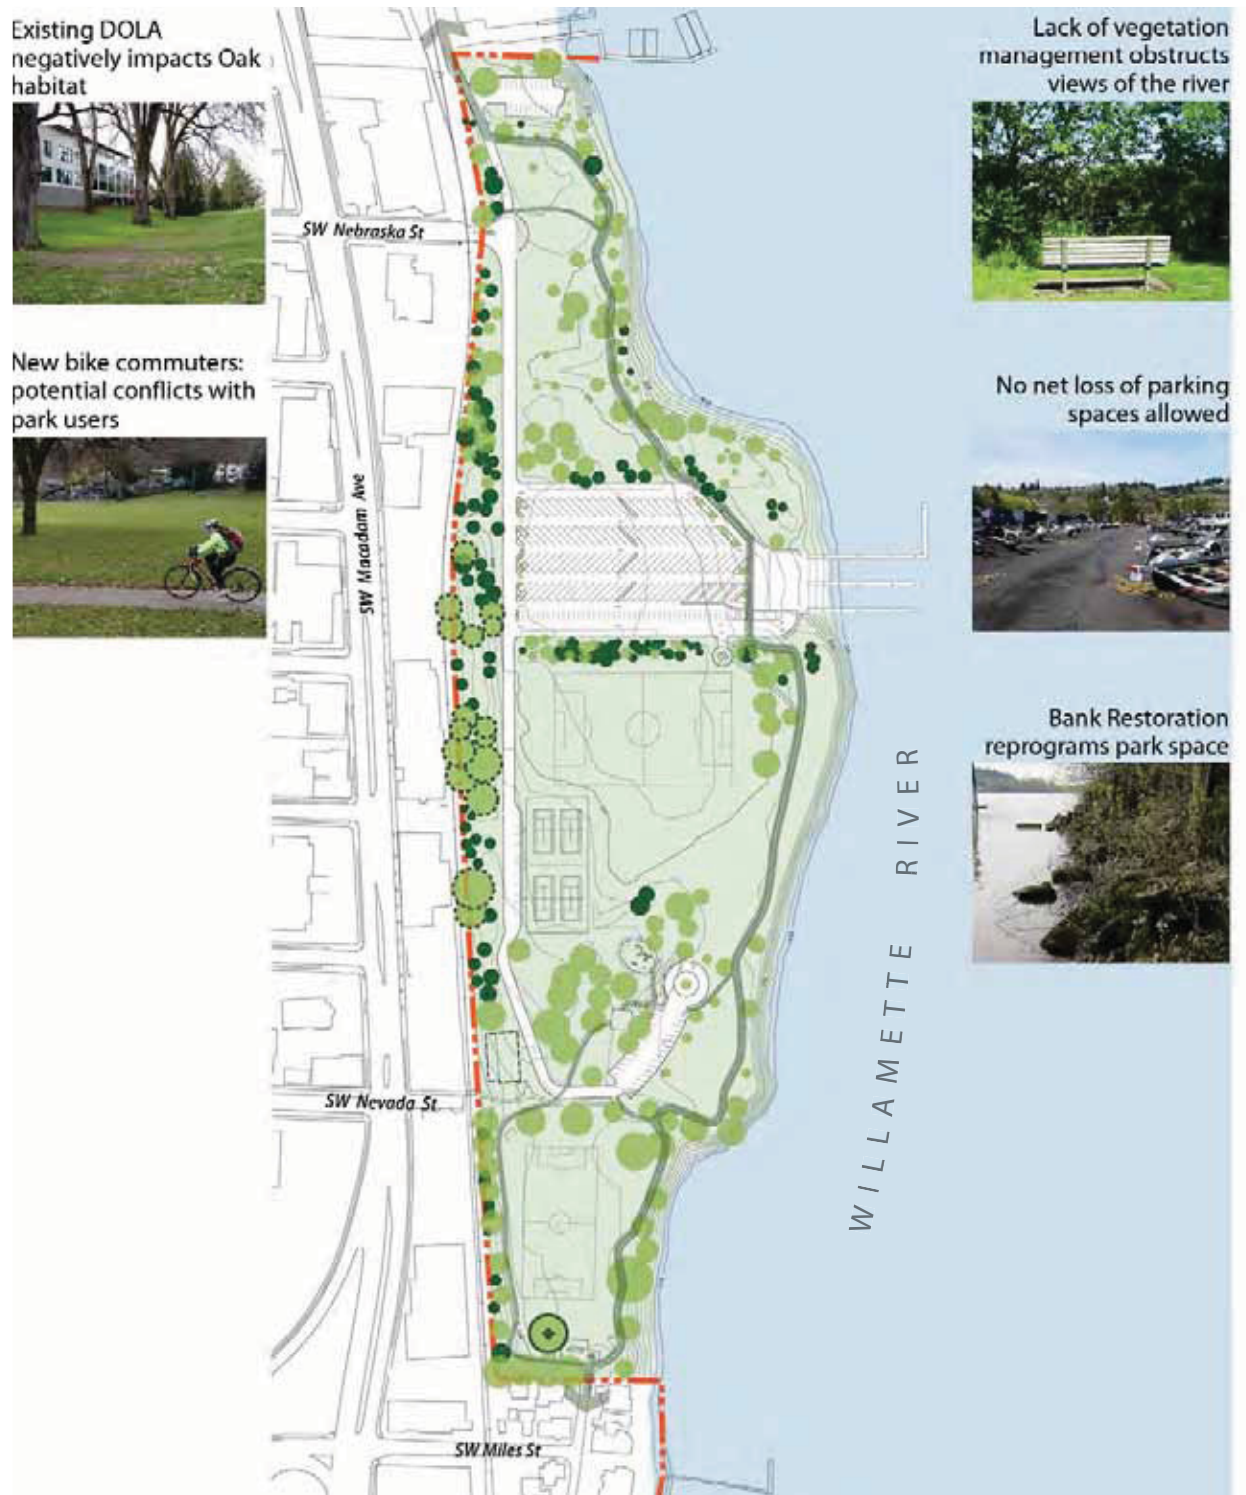 Existing DOLA
negatively impacts Oak
habitat
New bike commuters:
potential conflicts with
park users
Lack of vegetation
management obstructs
views of the river
No net loss of parking
spaces allowed
Bank Restoration
reprograms park space
SW Nebraska St
SW Macadam Ave
WILLAMETTE RIVER
SW Nevada St
SW Miles St